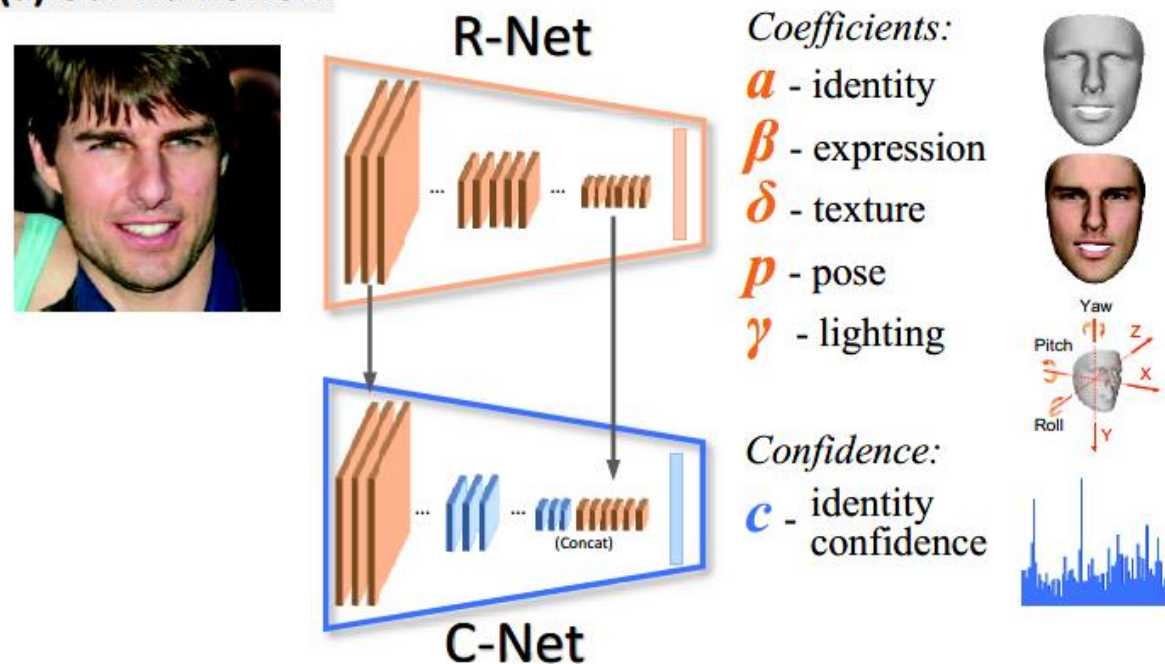 R-Net
...
...
Coefficients:
α - identity
β - expression
δ - texture
p - pose
γ - lighting
Yaw
Z
Pitch
X
Roll
Y
...
...
(Concat)
C-Net
Confidence:
c - identity
confidence